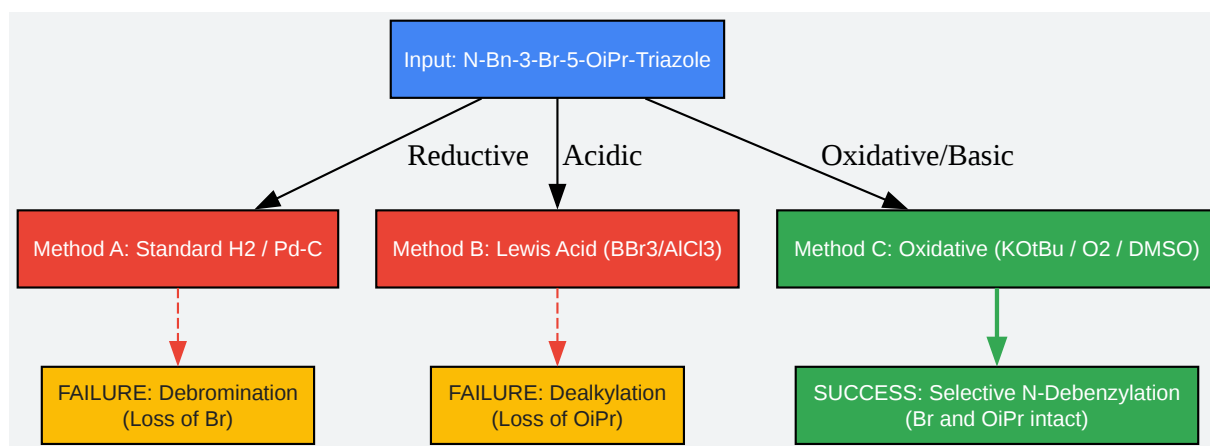 Input: N-Bn-3-Br-5-OiPr-Triazole
Reductive
Acidic
Oxidative/Basic
Method A: Standard H2 / Pd-C
Method B: Lewis Acid (BBr3/AlCl3)
Method C: Oxidative (KOtBu / O2 / DMSO)
FAILURE: Debromination
(Loss of Br)
FAILURE: Dealkylation
(Loss of OiPr)
SUCCESS: Selective N-Debenzylation
(Br and OiPr intact)